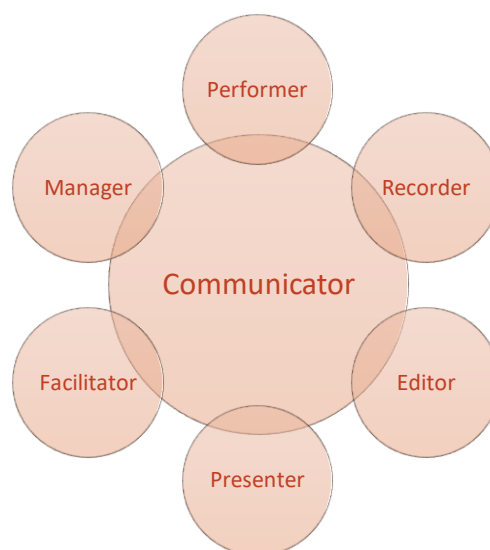 Performer
Manager
Recorder
Communicator
Facilitator
Editor
Presenter